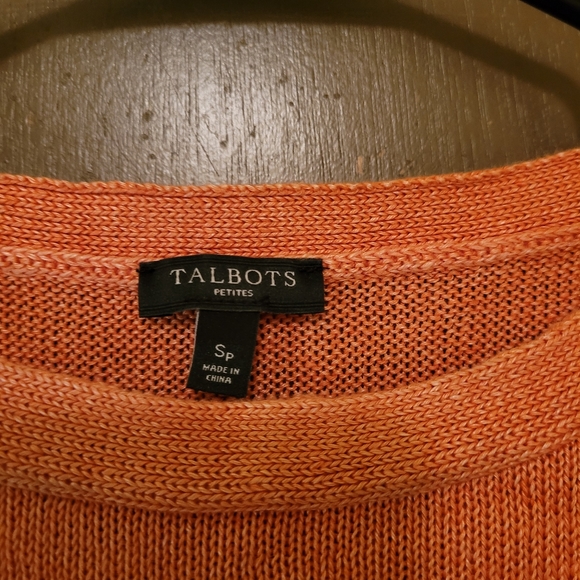 TALBOTS
PETITES
SP
MADE IN
CHINA